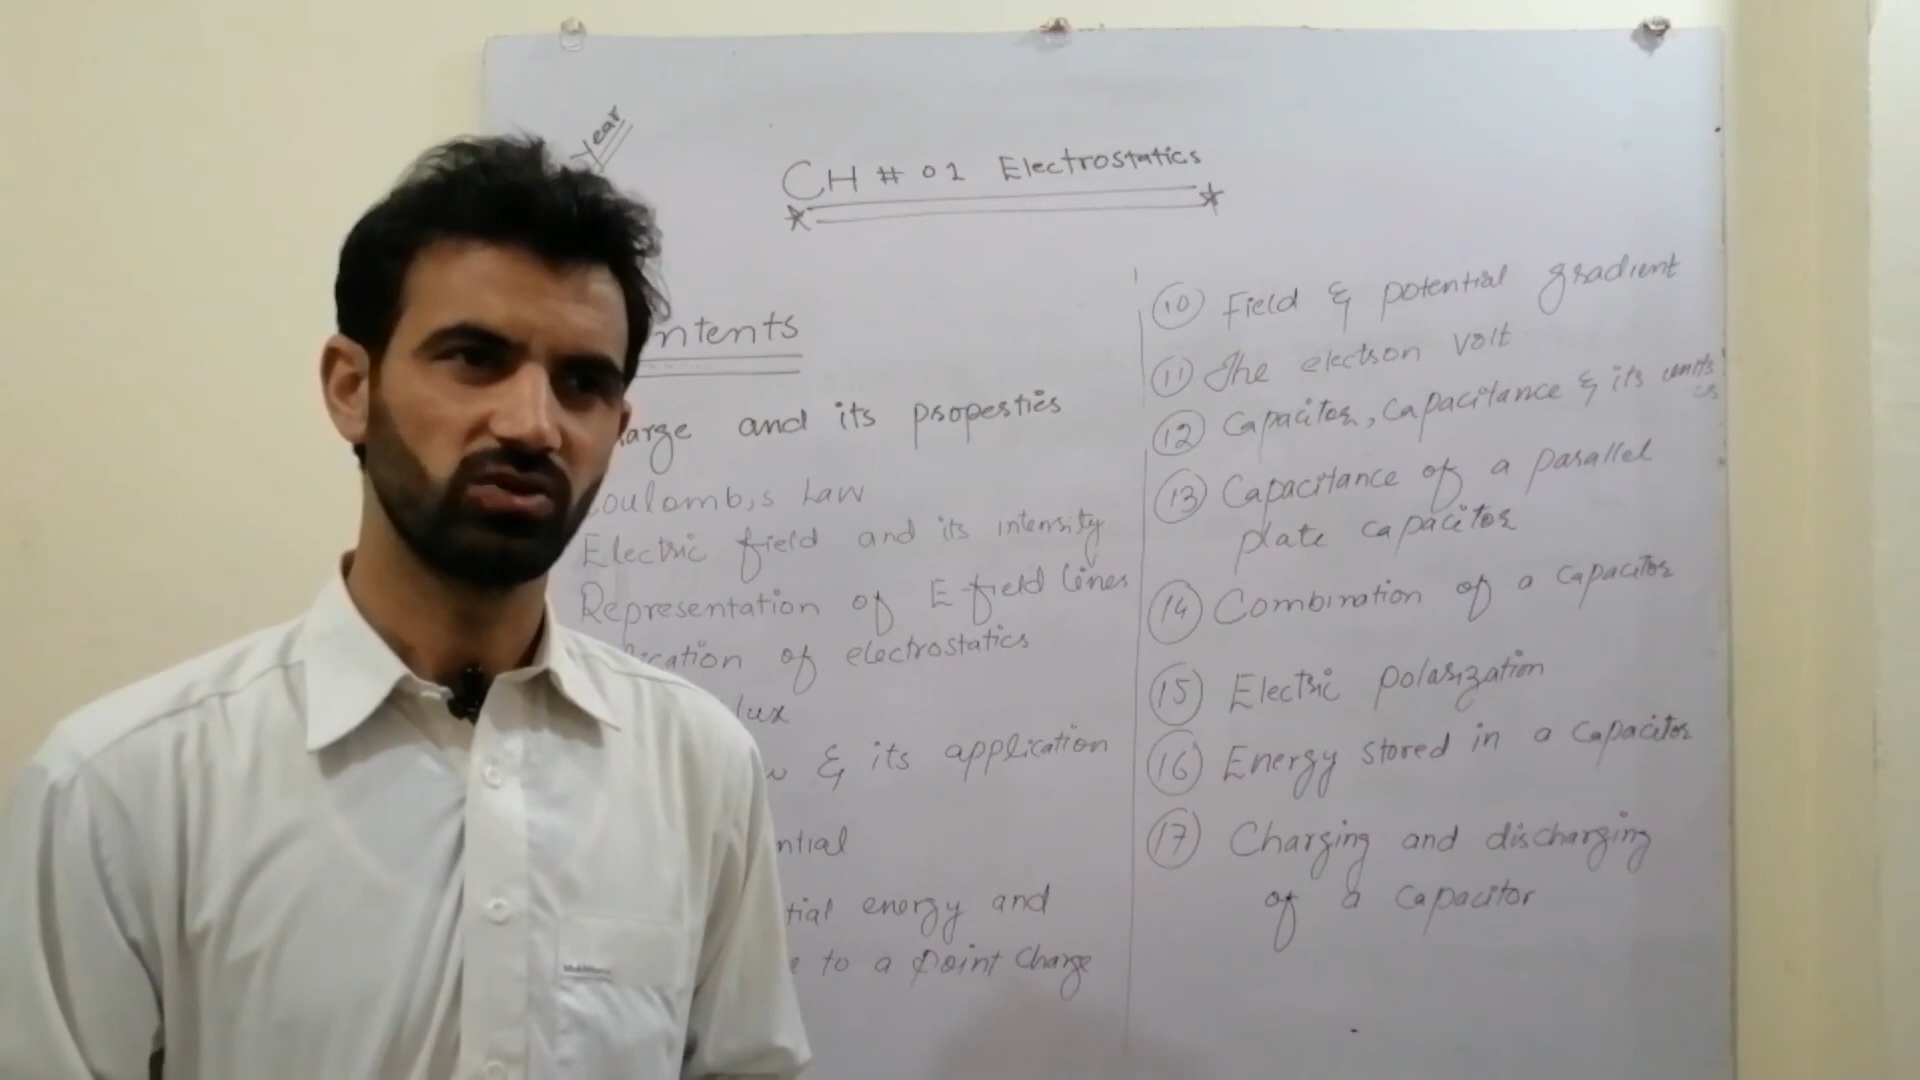 Year
CH # 01 Electrostatics
ntents
arge and its properties
oulomb,s Law
Electric field and its intensity
Representation of E field lines
ication of electrostatics
lux
& its application
ntial
tial energy and
e to a point charge
10 Field & potential gradient
11 The electron volt
12 Capacitor, Capacitance & its units
13 Capacitance of a parallel
plate capacitor
14 Combination of a capacitor
15 Electric polarization
16 Energy stored in a capacitor
17 Charging and discharging
of a capacitor